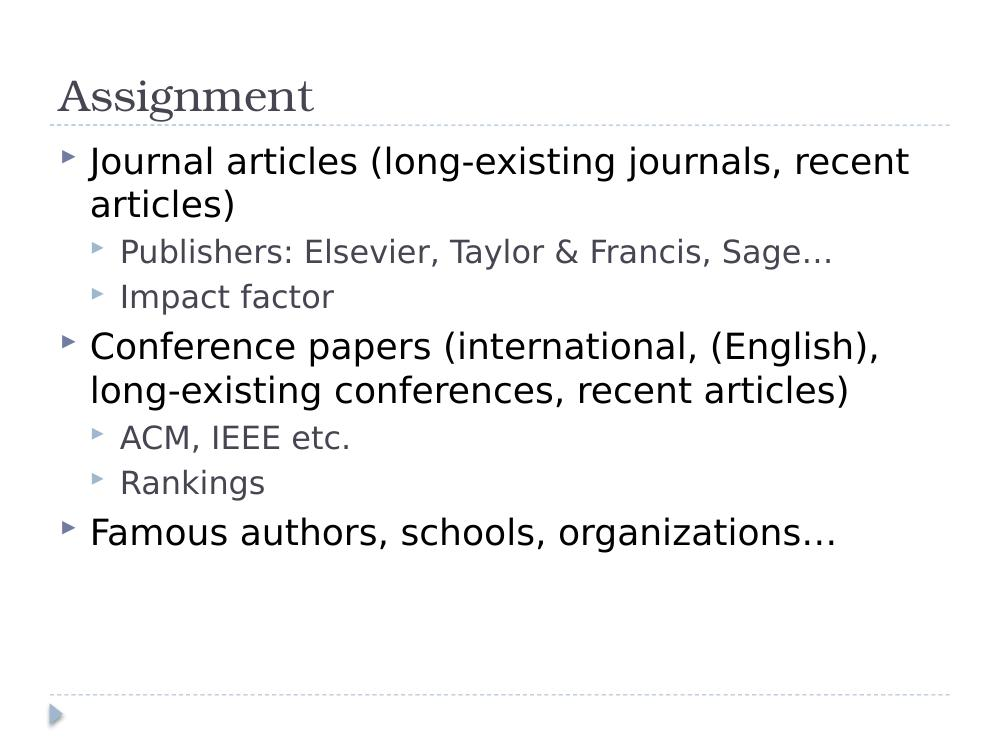 Assignment
Journal articles (long-existing journals, recent
articles)
Publishers: Elsevier, Taylor & Francis, Sage…
Impact factor
Conference papers (international, (English),
long-existing conferences, recent articles)
ACM, IEEE etc.
Rankings
Famous authors, schools, organizations…